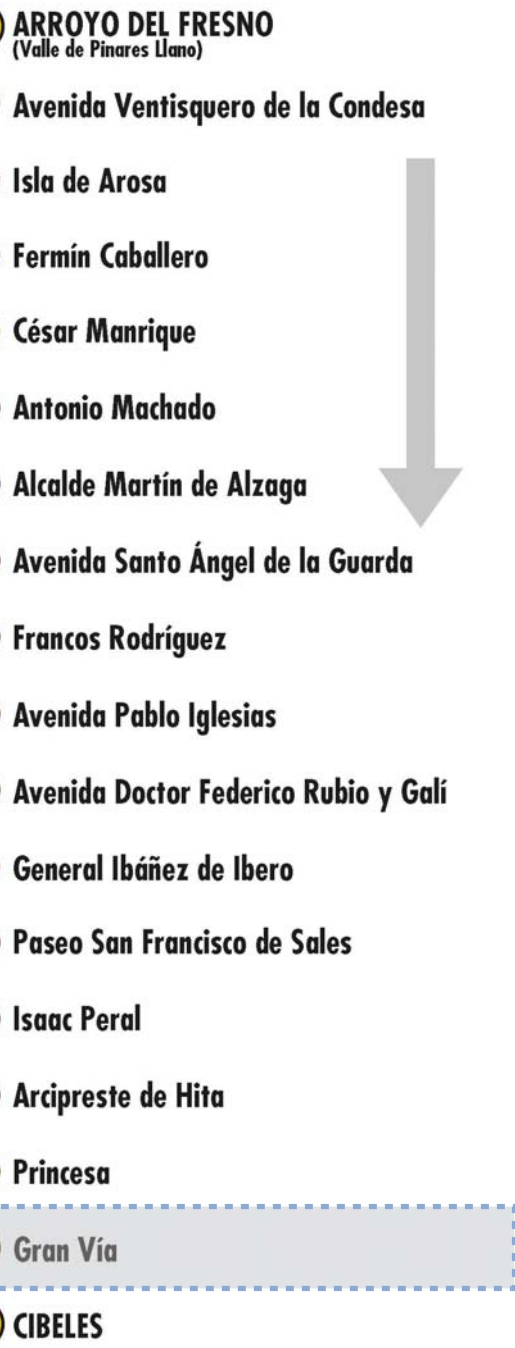 ARROYO DEL FRESNO
(Valle de Pinares Llano)
Avenida Ventisquero de la Condesa
Isla de Arosa
Fermín Caballero
César Manrique
Antonio Machado
Alcalde Martín de Alzaga
Avenida Santo Ángel de la Guarda
Francos Rodríguez
Avenida Pablo Iglesias
Avenida Doctor Federico Rubio y Galí
General Ibáñez de Ibero
Paseo San Francisco de Sales
Isaac Peral
Arcipreste de Hita
Princesa
Gran Vía
CIBELES